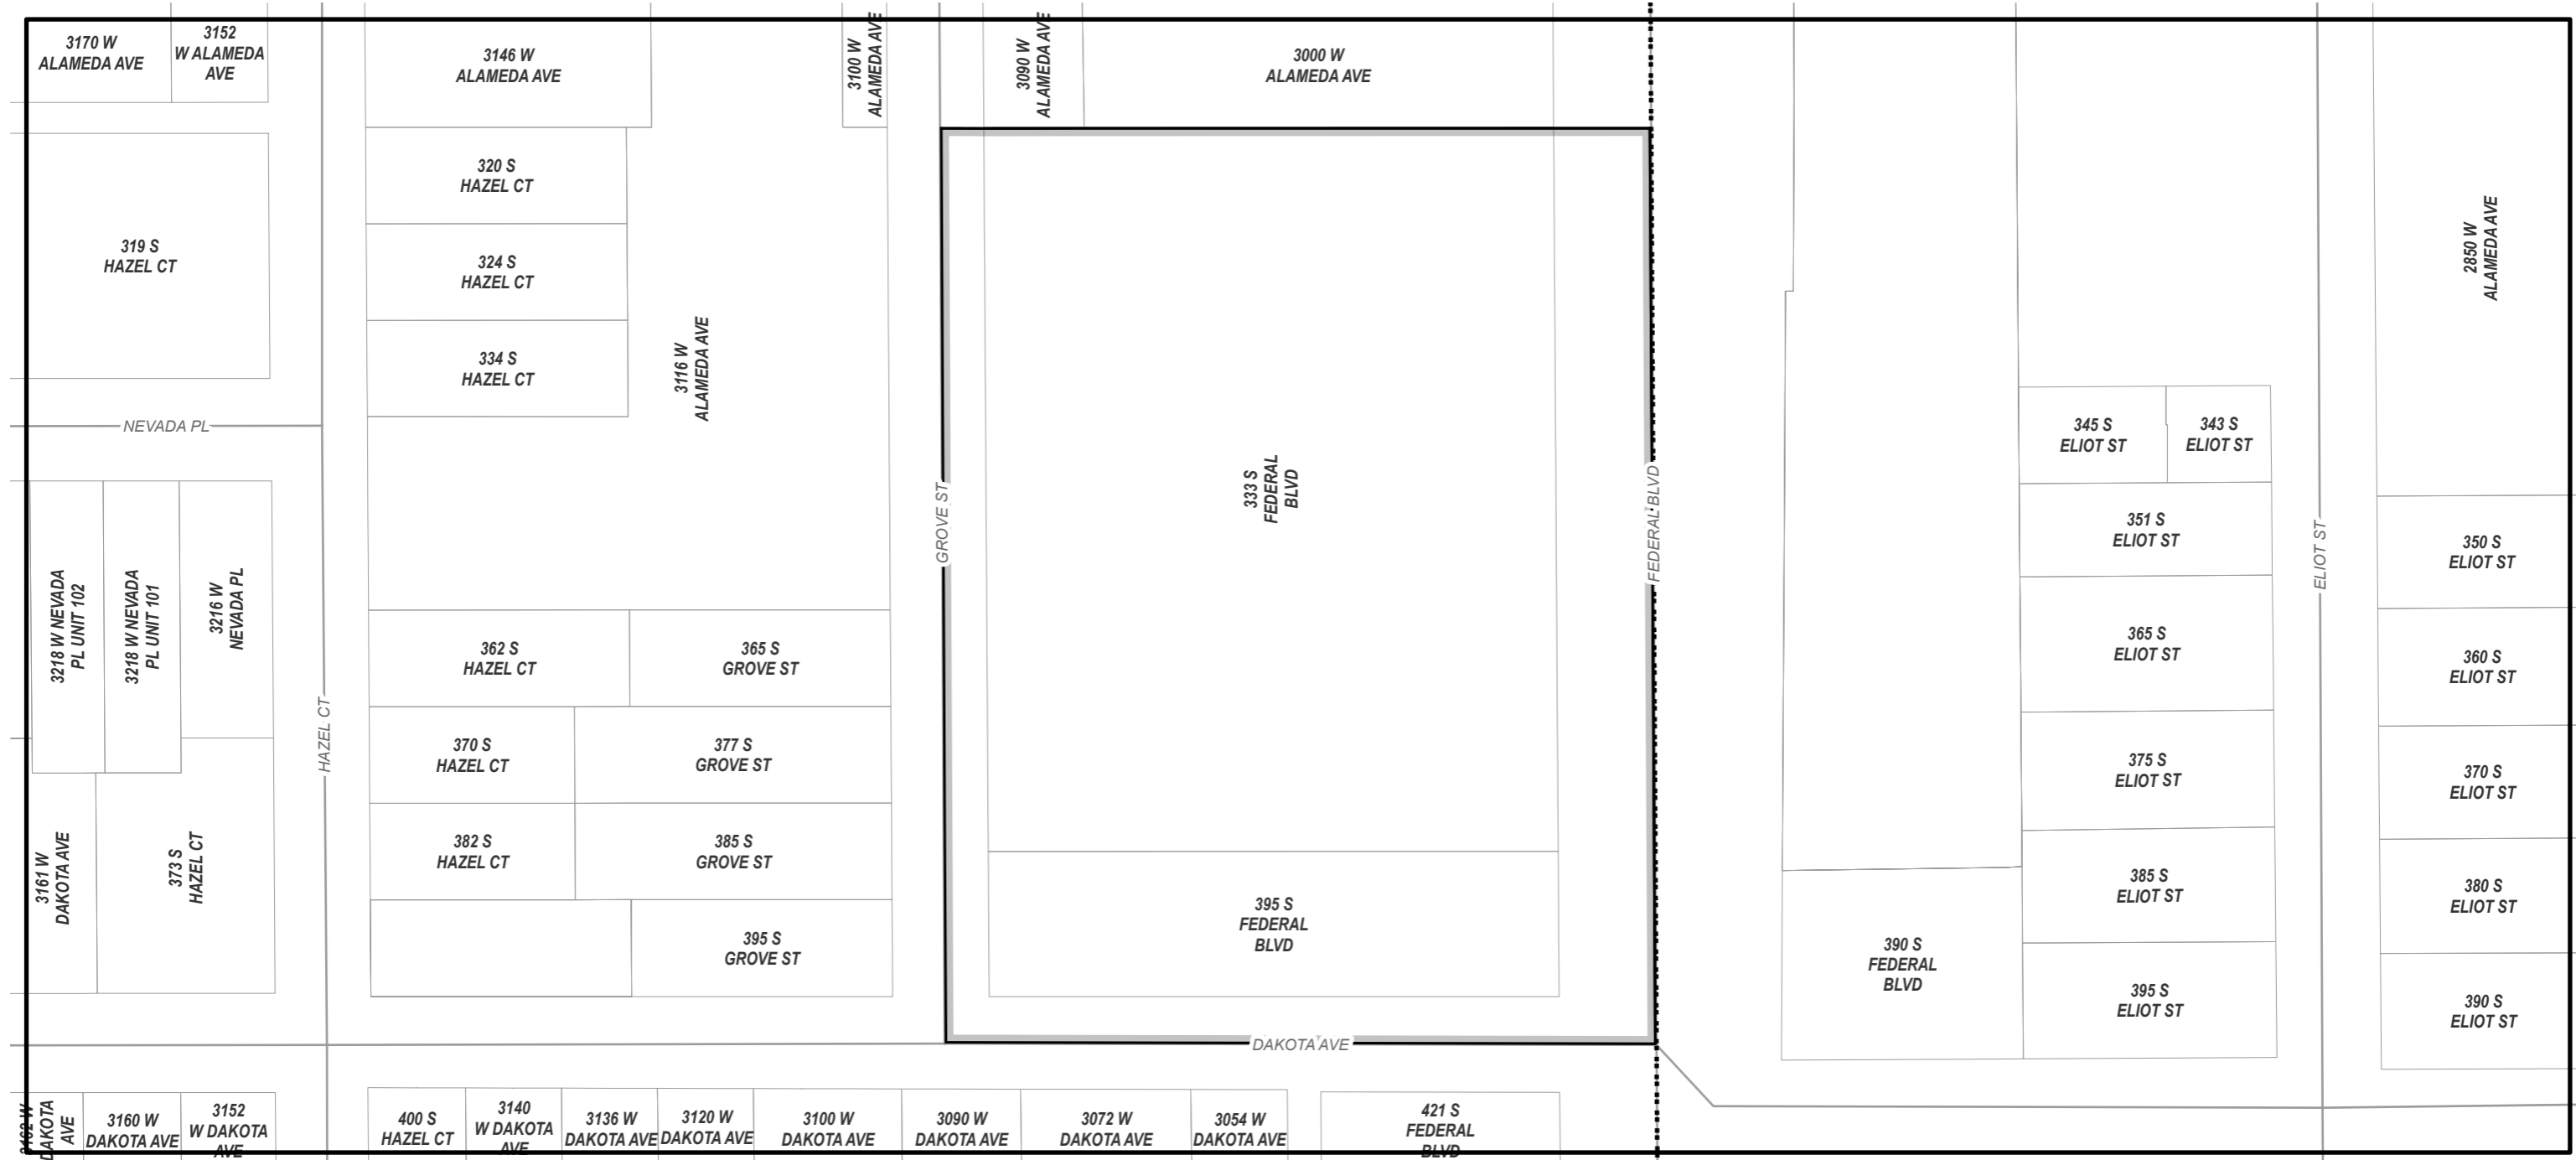 3170 W
ALAMEDA AVE
3152
W ALAMEDA
AVE
3146 W
ALAMEDA AVE
3100 W
ALAMEDA AVE
3090 W
ALAMEDA AVE
3000 W
ALAMEDA AVE
319 S
HAZEL CT
320 S
HAZEL CT
324 S
HAZEL CT
334 S
HAZEL CT
3116 W
ALAMEDA AVE
NEVADA PL
3218 W NEVADA
PL UNIT 102
3218 W NEVADA
PL UNIT 101
3216 W
NEVADA PL
HAZEL CT
362 S
HAZEL CT
365 S
GROVE ST
370 S
HAZEL CT
377 S
GROVE ST
382 S
HAZEL CT
385 S
GROVE ST
395 S
GROVE ST
3161 W
DAKOTA AVE
373 S
HAZEL CT
GROVE ST
333 S
FEDERAL
BLVD
395 S
FEDERAL
BLVD
FEDERAL BLVD
DAKOTA AVE
2850 W
ALAMEDA AVE
345 S
ELIOT ST
343 S
ELIOT ST
351 S
ELIOT ST
365 S
ELIOT ST
375 S
ELIOT ST
385 S
ELIOT ST
395 S
ELIOT ST
390 S
FEDERAL
BLVD
ELIOT ST
350 S
ELIOT ST
360 S
ELIOT ST
370 S
ELIOT ST
380 S
ELIOT ST
390 S
ELIOT ST
3162 W
DAKOTA
AVE
3160 W
DAKOTA AVE
3152
W DAKOTA
AVE
400 S
HAZEL CT
3140
W DAKOTA
AVE
3136 W
DAKOTA AVE
3120 W
DAKOTA AVE
3100 W
DAKOTA AVE
3090 W
DAKOTA AVE
3072 W
DAKOTA AVE
3054 W
DAKOTA AVE
421 S
FEDERAL
BLVD